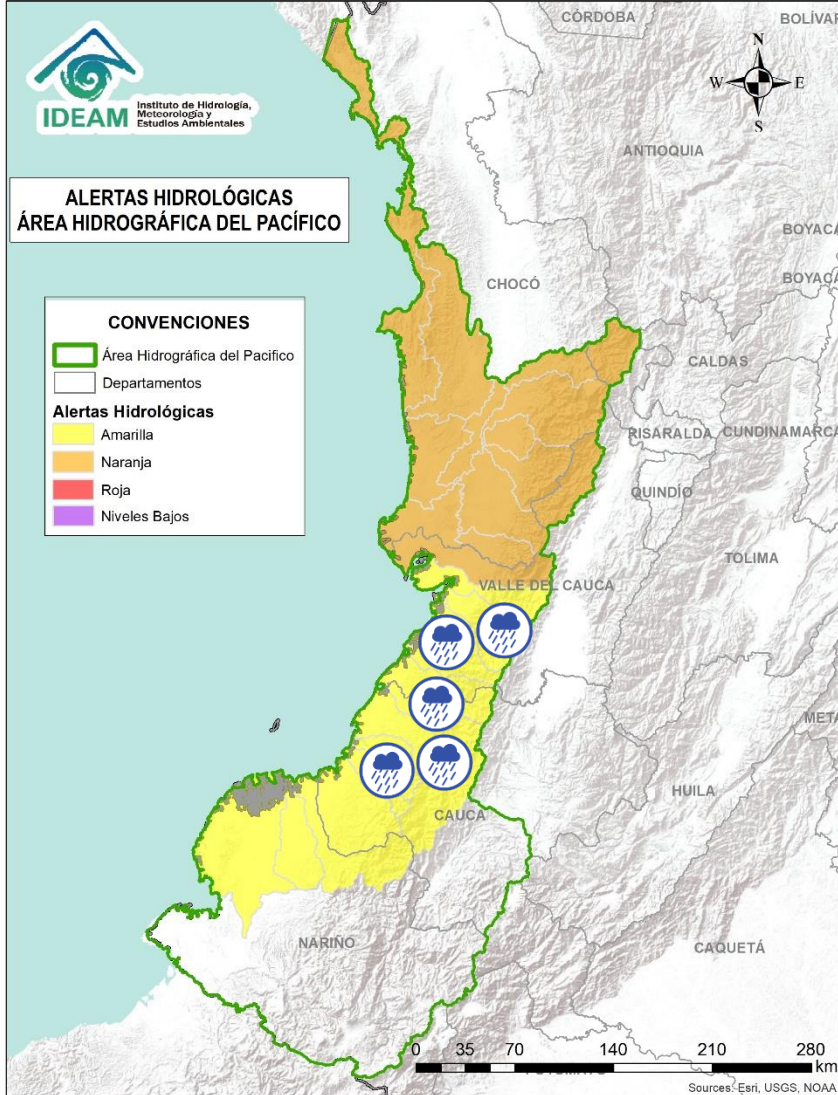 CÓRDOBA
BOLÍVAR
N
W
E
S
IDEAM
Instituto de Hidrología,
Meteorología y
Estudios Ambientales
ANTIOQUIA
ALERTAS HIDROLÓGICAS
ÁREA HIDROGRÁFICA DEL PACÍFICO
BOYACÁ
BOYACÁ
CHOCÓ
CONVENCIONES
Área Hidrográfica del Pacifico
Departamentos
Alertas Hidrológicas
Amarilla
Naranja
Roja
Niveles Bajos
CALDAS
RISARALDA
CUNDINAMARCA
QUINDÍO
TOLIMA
VALLE DEL CAUCA
META
HUILA
CAUCA
NARIÑO
CAQUETÁ
0 35 70 140 210 280
km
Sources: Esri, USGS, NOAA